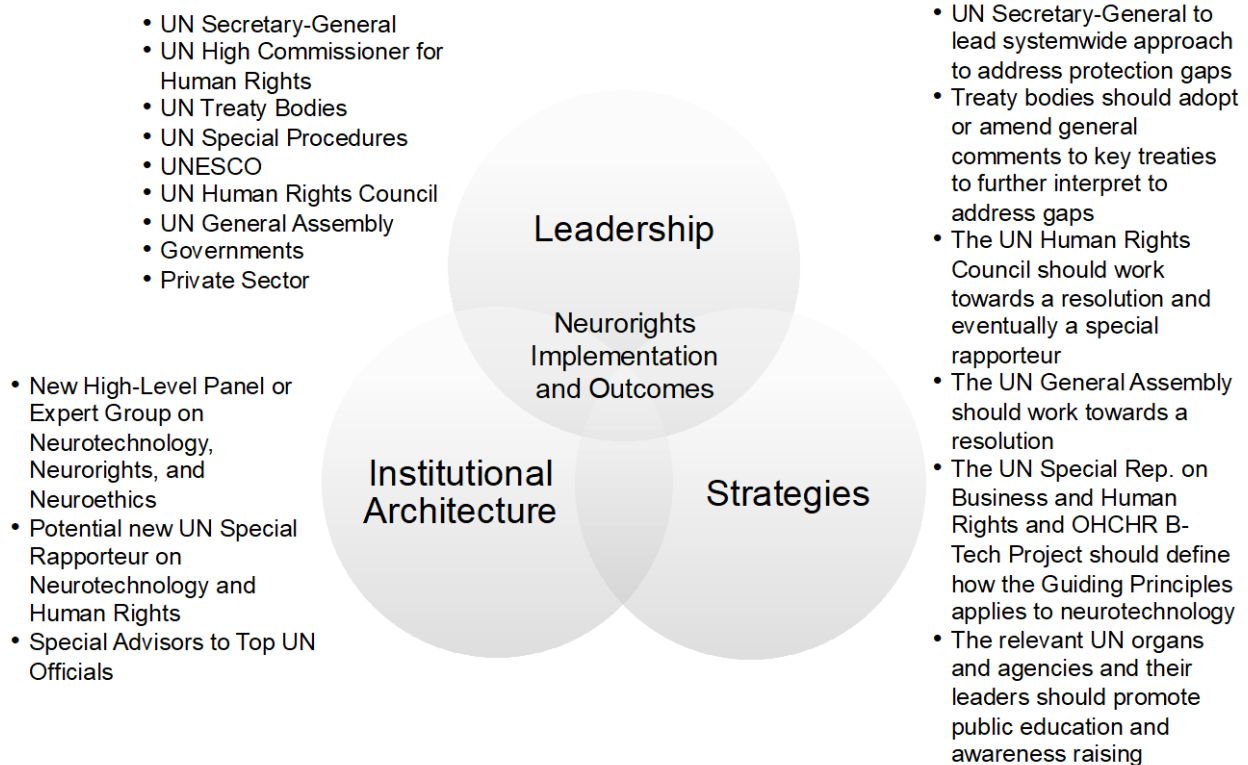 • UN Secretary-General
• UN High Commissioner for
Human Rights
• UN Treaty Bodies
• UN Special Procedures
• UNESCO
• UN Human Rights Council
• UN General Assembly
• Governments
• Private Sector
Leadership
Neurorights
Implementation
and Outcomes
Institutional
Architecture
Strategies
• New High-Level Panel or
Expert Group on
Neurotechnology,
Neurorights, and
Neuroethics
• Potential new UN Special
Rapporteur on
Neurotechnology and
Human Rights
• Special Advisors to Top UN
Officials
• UN Secretary-General to
lead systemwide approach
to address protection gaps
• Treaty bodies should adopt
or amend general
comments to key treaties
to further interpret to
address gaps
• The UN Human Rights
Council should work
towards a resolution and
eventually a special
rapporteur
• The UN General Assembly
should work towards a
resolution
• The UN Special Rep. on
Business and Human
Rights and OHCHR B-
Tech Project should define
how the Guiding Principles
applies to neurotechnology
• The relevant UN organs
and agencies and their
leaders should promote
public education and
awareness raising